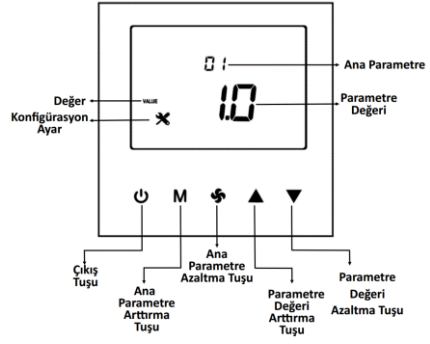 01
Ana Parametre
1.0
Parametre
Değeri
Değer
VALUE
Konfigürasyon
Ayar
M
Çıkış
Tuşu
Ana
Parametre
Arttırma
Tuşu
Ana
Parametre
Azaltma Tuşu
Parametre
Değeri
Arttırma
Tuşu
Parametre
Değeri
Azaltma Tuşu